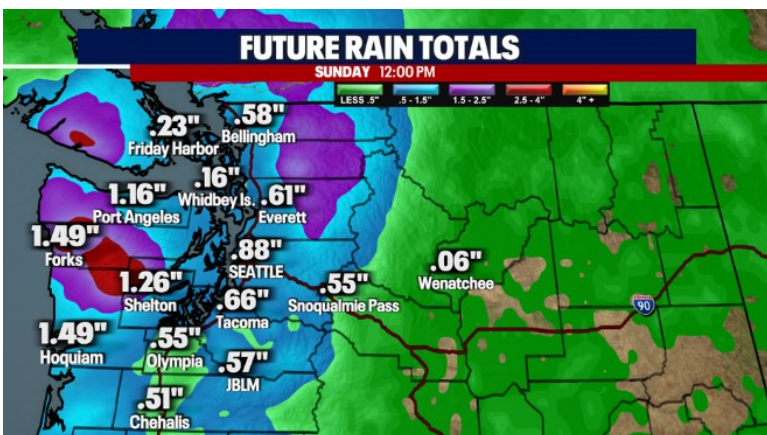 FUTURE RAIN TOTALS
SUNDAY 12:00 PM
LESS .5" .5 - 1.5" 1.5 - 2.5" 2.5 - 4" 4" +
.58"
Bellingham
.23"
Friday Harbor
.16"
Whidbey Is.
1.16"
Port Angeles
.61"
Everett
1.49"
Forks
.88"
SEATTLE
.06"
Wenatchee
1.26"
Shelton
.55"
Snoqualmie Pass
.66"
Tacoma
90
1.49"
Hoquiam
.55"
Olympia
.57"
JBLM
.51"
Chehalis